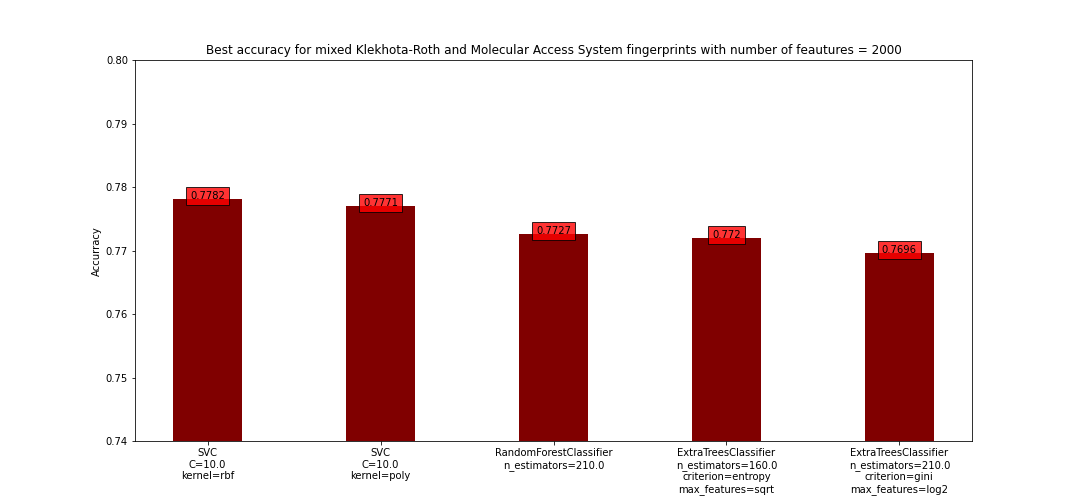 Best accuracy for mixed Klekhota-Roth and Molecular Access System fingerprints with number of feautures = 2000
0.80
0.79
0.78
0.77
0.76
0.75
0.74
Accurracy
0.7782
0.7771
0.7727
0.772
0.7696
SVC
C=10.0
kernel=rbf
SVC
C=10.0
kernel=poly
RandomForestClassifier
n_estimators=210.0
ExtraTreesClassifier
n_estimators=160.0
criterion=entropy
max_features=sqrt
ExtraTreesClassifier
n_estimators=210.0
criterion=gini
max_features=log2